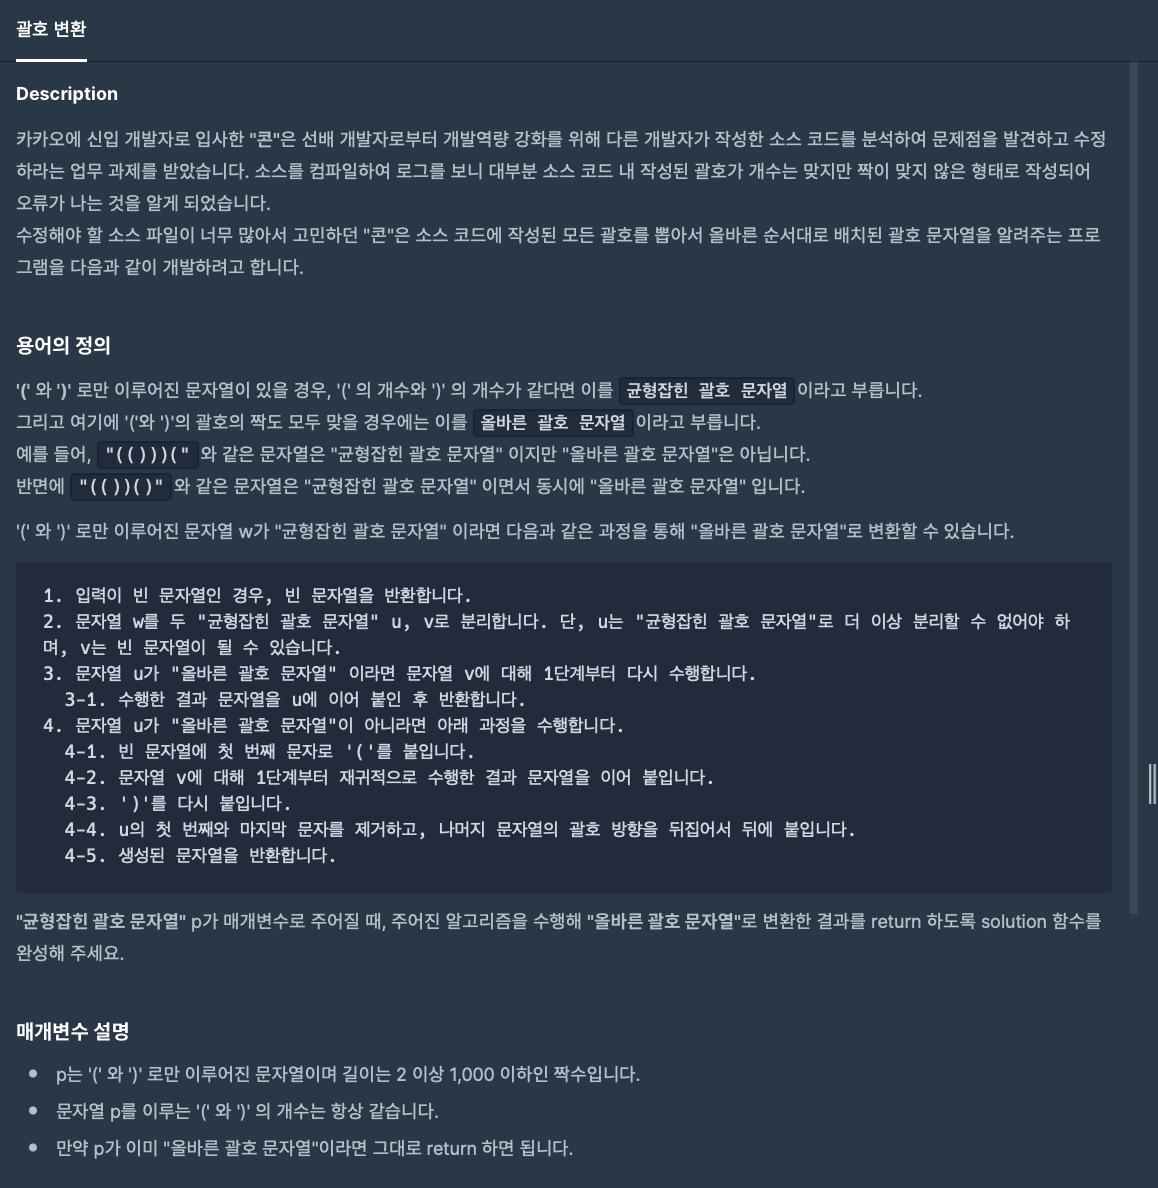 괄호 변환
Description
카카오에 신입 개발자로 입사한 "콘"은 선배 개발자로부터 개발역량 강화를 위해 다른 개발자가 작성한 소스 코드를 분석하여 문제점을 발견하고 수정
하라는 업무 과제를 받았습니다. 소스를 컴파일하여 로그를 보니 대부분 소스 코드 내 작성된 괄호가 개수는 맞지만 짝이 맞지 않은 형태로 작성되어
오류가 나는 것을 알게 되었습니다.
수정해야 할 소스 파일이 너무 많아서 고민하던 "콘"은 소스 코드에 작성된 모든 괄호를 뽑아서 올바른 순서대로 배치된 괄호 문자열을 알려주는 프로
그램을 다음과 같이 개발하려고 합니다.
용어의 정의
'(' 와 ')' 로만 이루어진 문자열이 있을 경우, '(' 의 개수와 ')' 의 개수가 같다면 이를 균형잡힌 괄호 문자열이라고 부릅니다.
그리고 여기에 '('와 ')'의 괄호의 짝도 모두 맞을 경우에는 이를 올바른 괄호 문자열이라고 부릅니다.
예를 들어, "(()))("와 같은 문자열은 "균형잡힌 괄호 문자열" 이지만 "올바른 괄호 문자열"은 아닙니다.
반면에 "(())()"와 같은 문자열은 "균형잡힌 괄호 문자열" 이면서 동시에 "올바른 괄호 문자열" 입니다.
'(' 와 ')' 로만 이루어진 문자열 w가 "균형잡힌 괄호 문자열" 이라면 다음과 같은 과정을 통해 "올바른 괄호 문자열"로 변환할 수 있습니다.
1. 입력이 빈 문자열인 경우, 빈 문자열을 반환합니다.
2. 문자열 w를 두 "균형잡힌 괄호 문자열" u, v로 분리합니다. 단, u는 "균형잡힌 괄호 문자열"로 더 이상 분리할 수 없어야 하
며, v는 빈 문자열이 될 수 있습니다.
3. 문자열 u가 "올바른 괄호 문자열" 이라면 문자열 v에 대해 1단계부터 다시 수행합니다.
3-1. 수행한 결과 문자열을 u에 이어 붙인 후 반환합니다.
4. 문자열 u가 "올바른 괄호 문자열"이 아니라면 아래 과정을 수행합니다.
4-1. 빈 문자열에 첫 번째 문자로 '('를 붙입니다.
4-2. 문자열 v에 대해 1단계부터 재귀적으로 수행한 결과 문자열을 이어 붙입니다.
4-3. ')'를 다시 붙입니다.
4-4. u의 첫 번째와 마지막 문자를 제거하고, 나머지 문자열의 괄호 방향을 뒤집어서 뒤에 붙입니다.
4-5. 생성된 문자열을 반환합니다.
"균형잡힌 괄호 문자열" p가 매개변수로 주어질 때, 주어진 알고리즘을 수행해 "올바른 괄호 문자열"로 변환한 결과를 return 하도록 solution 함수를
완성해 주세요.
매개변수 설명
• p는 '(' 와 ')' 로만 이루어진 문자열이며 길이는 2 이상 1,000 이하인 짝수입니다.
• 문자열 p를 이루는 '(' 와 ')' 의 개수는 항상 같습니다.
• 만약 p가 이미 "올바른 괄호 문자열"이라면 그대로 return 하면 됩니다.